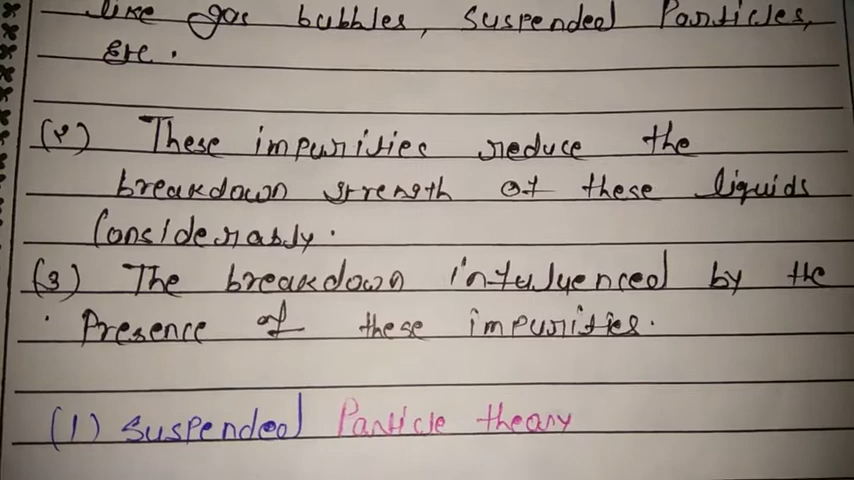 like gas bubbles, Suspended Particles,
Etc.
(२) These impurities reduce the
breakdown strength of these liquids
Considerably.
(3) The breakdown influenced by the
Presence of these impurities.
(1) Suspended Particle theory